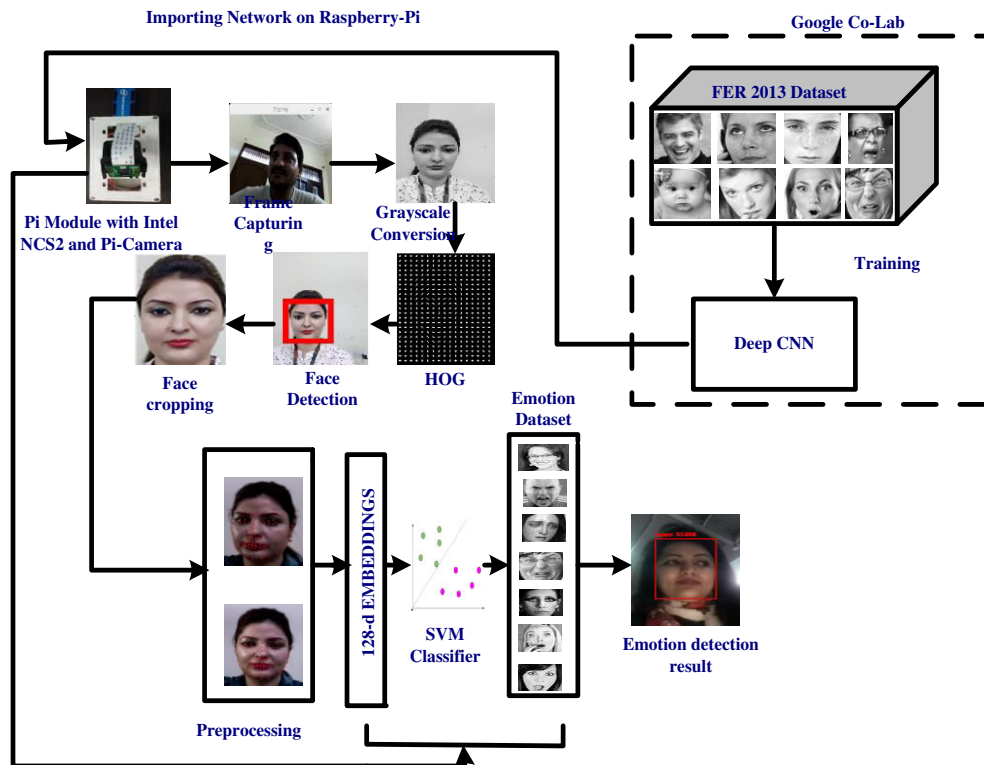 Importing Network on Raspberry-Pi
Google Co-Lab
FER 2013 Dataset
Pi Module with Intel
NCS2 and Pi-Camera
Frame
Capturin
g
Grayscale
Conversion
Training
Deep CNN
Face
cropping
Face
Detection
HOG
Emotion
Dataset
128-d EMBEDDINGS
SVM
Classifier
Emotion detection
result
Preprocessing